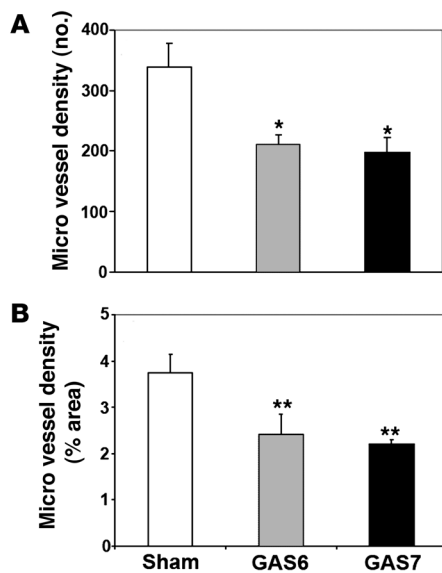 A
Micro vessel density (no.)
400
300
200
100
0
*
*
B
Micro vessel density
(% area)
5
4
3
2
1
0
**
**
Sham GAS6 GAS7